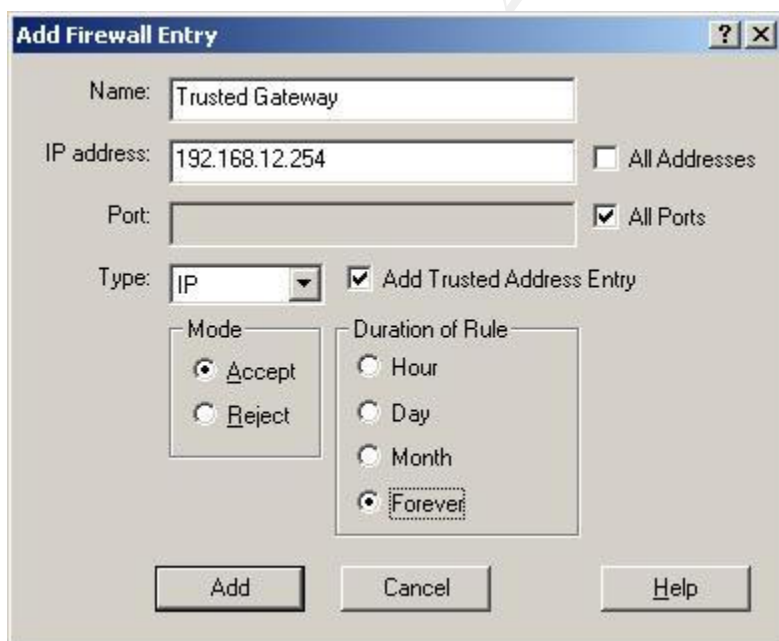 Add Firewall Entry
Name: Trusted Gateway
IP address: 192.168.12.254 All Addresses
Port: All Ports
Type: IP Add Trusted Address Entry
Mode
Accept
Reject
Duration of Rule
Hour
Day
Month
Forever
Add Cancel Help